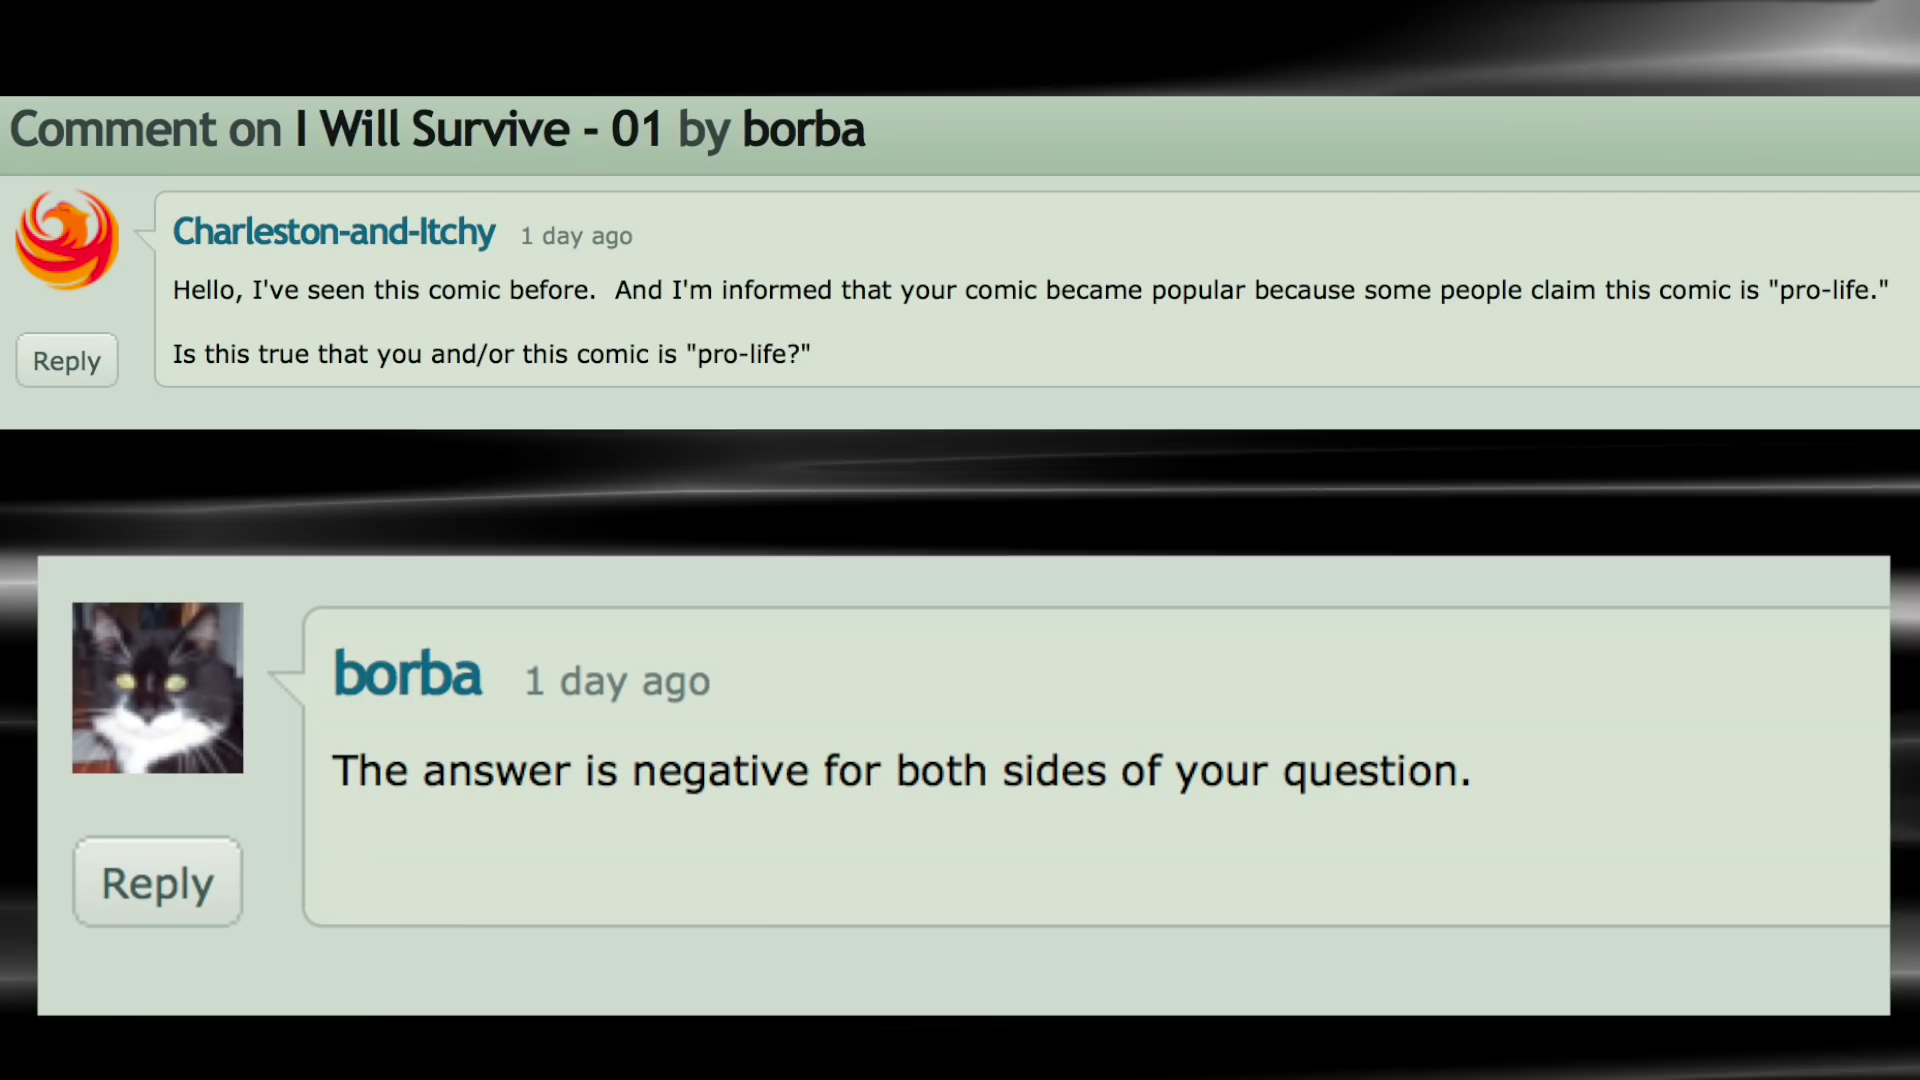 Comment on I Will Survive - 01 by borba
Charleston-and-Itchy 1 day ago
Hello, I've seen this comic before.  And I'm informed that your comic became popular because some people claim this comic is "pro-life."
Is this true that you and/or this comic is "pro-life?"
Reply
borba 1 day ago
The answer is negative for both sides of your question.
Reply